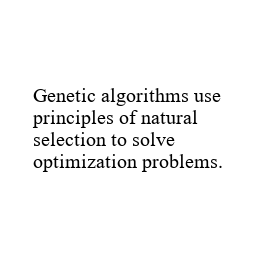 Genetic algorithms use
principles of natural
selection to solve
optimization problems.